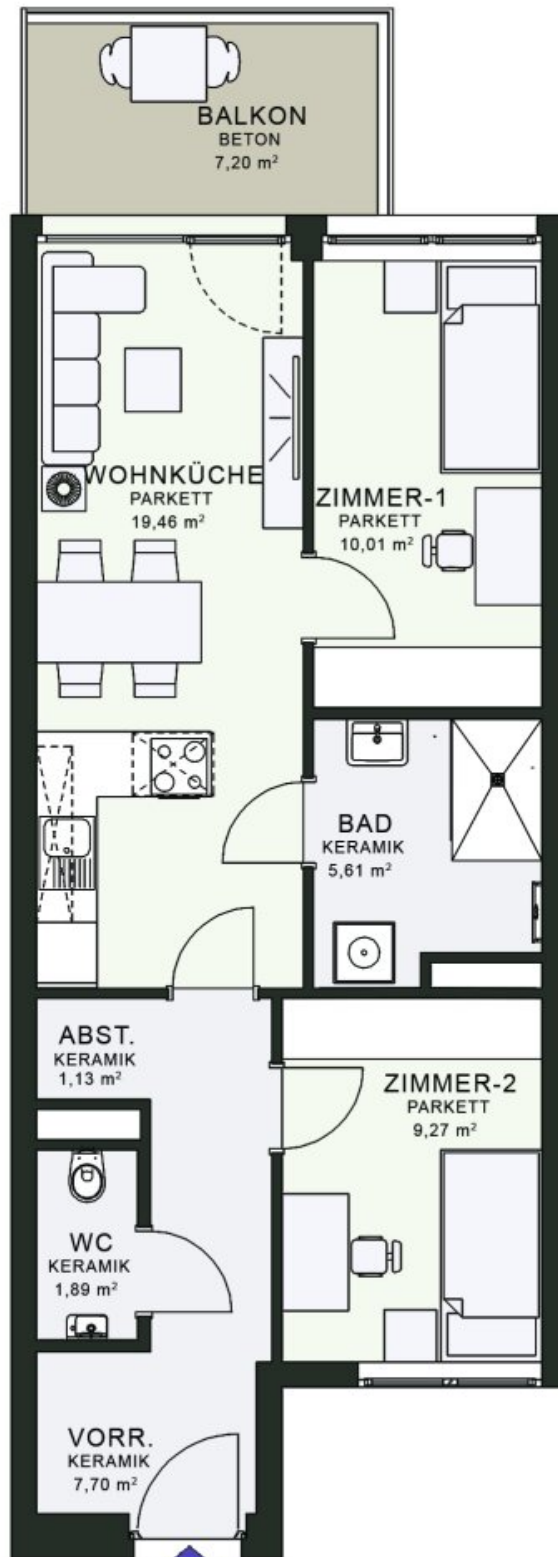 BALKON
BETON
7,20 m²
WOHNKÜCHE
PARKETT
19,46 m²
ZIMMER-1
PARKETT
10,01 m²
BAD
KERAMIK
5,61 m²
ABST.
KERAMIK
1,13 m²
ZIMMER-2
PARKETT
9,27 m²
WC
KERAMIK
1,89 m²
VORR.
KERAMIK
7,70 m²